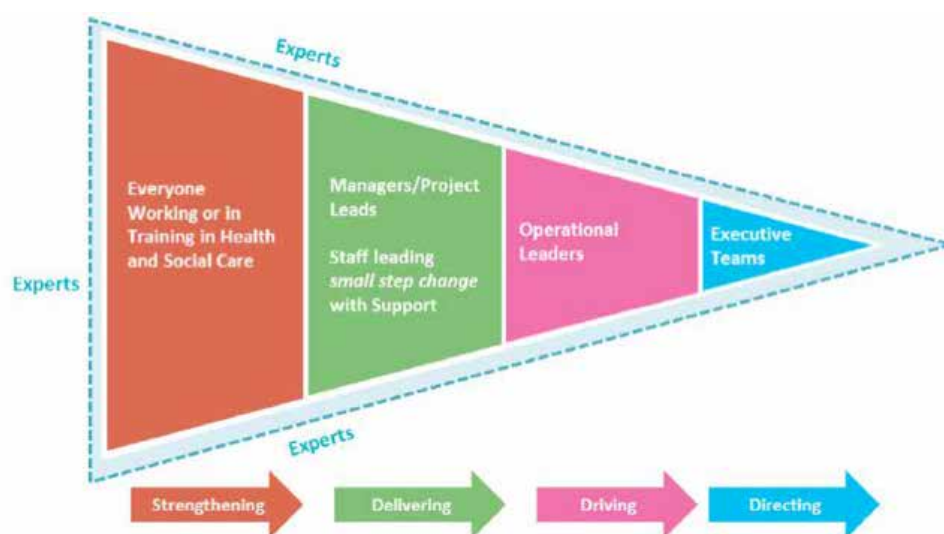 Experts
Experts
Everyone
Working or in
Training in Health
and Social Care
Managers/Project
Leads
Staff leading
small step change
with Support
Operational
Leaders
Executive
Teams
Experts
Strengthening
Delivering
Driving
Directing